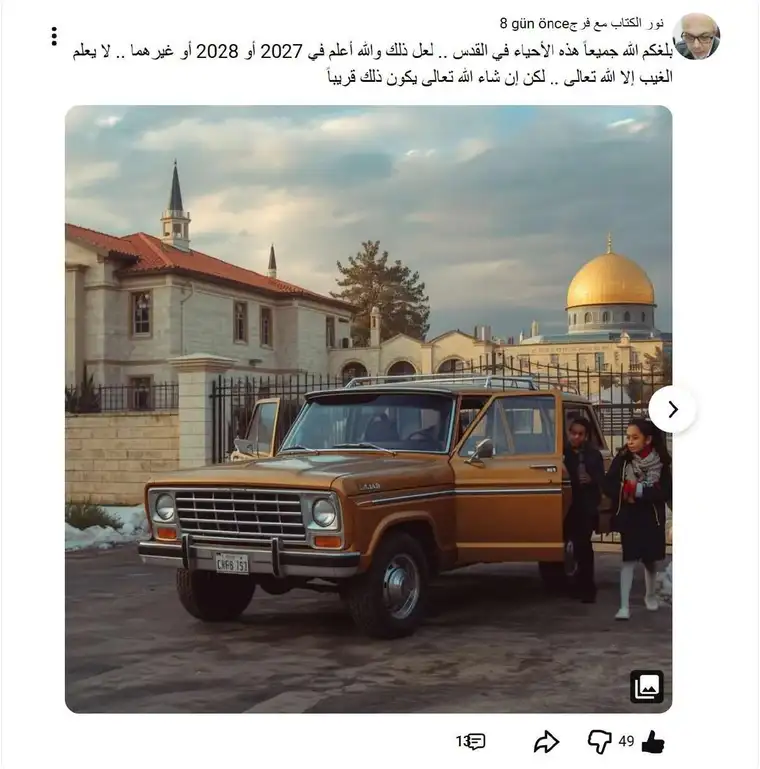 نور الكتاب مع فرج8 gün önce
بلغكم الله جميعاً هذه الأحياء في القدس .. لعل ذلك والله أعلم في 2027 أو 2028 أو غيرهما .. لا يعلم
الغيب إلا الله تعالى .. لكن إن شاء الله تعالى يكون ذلك قريباً
49
13